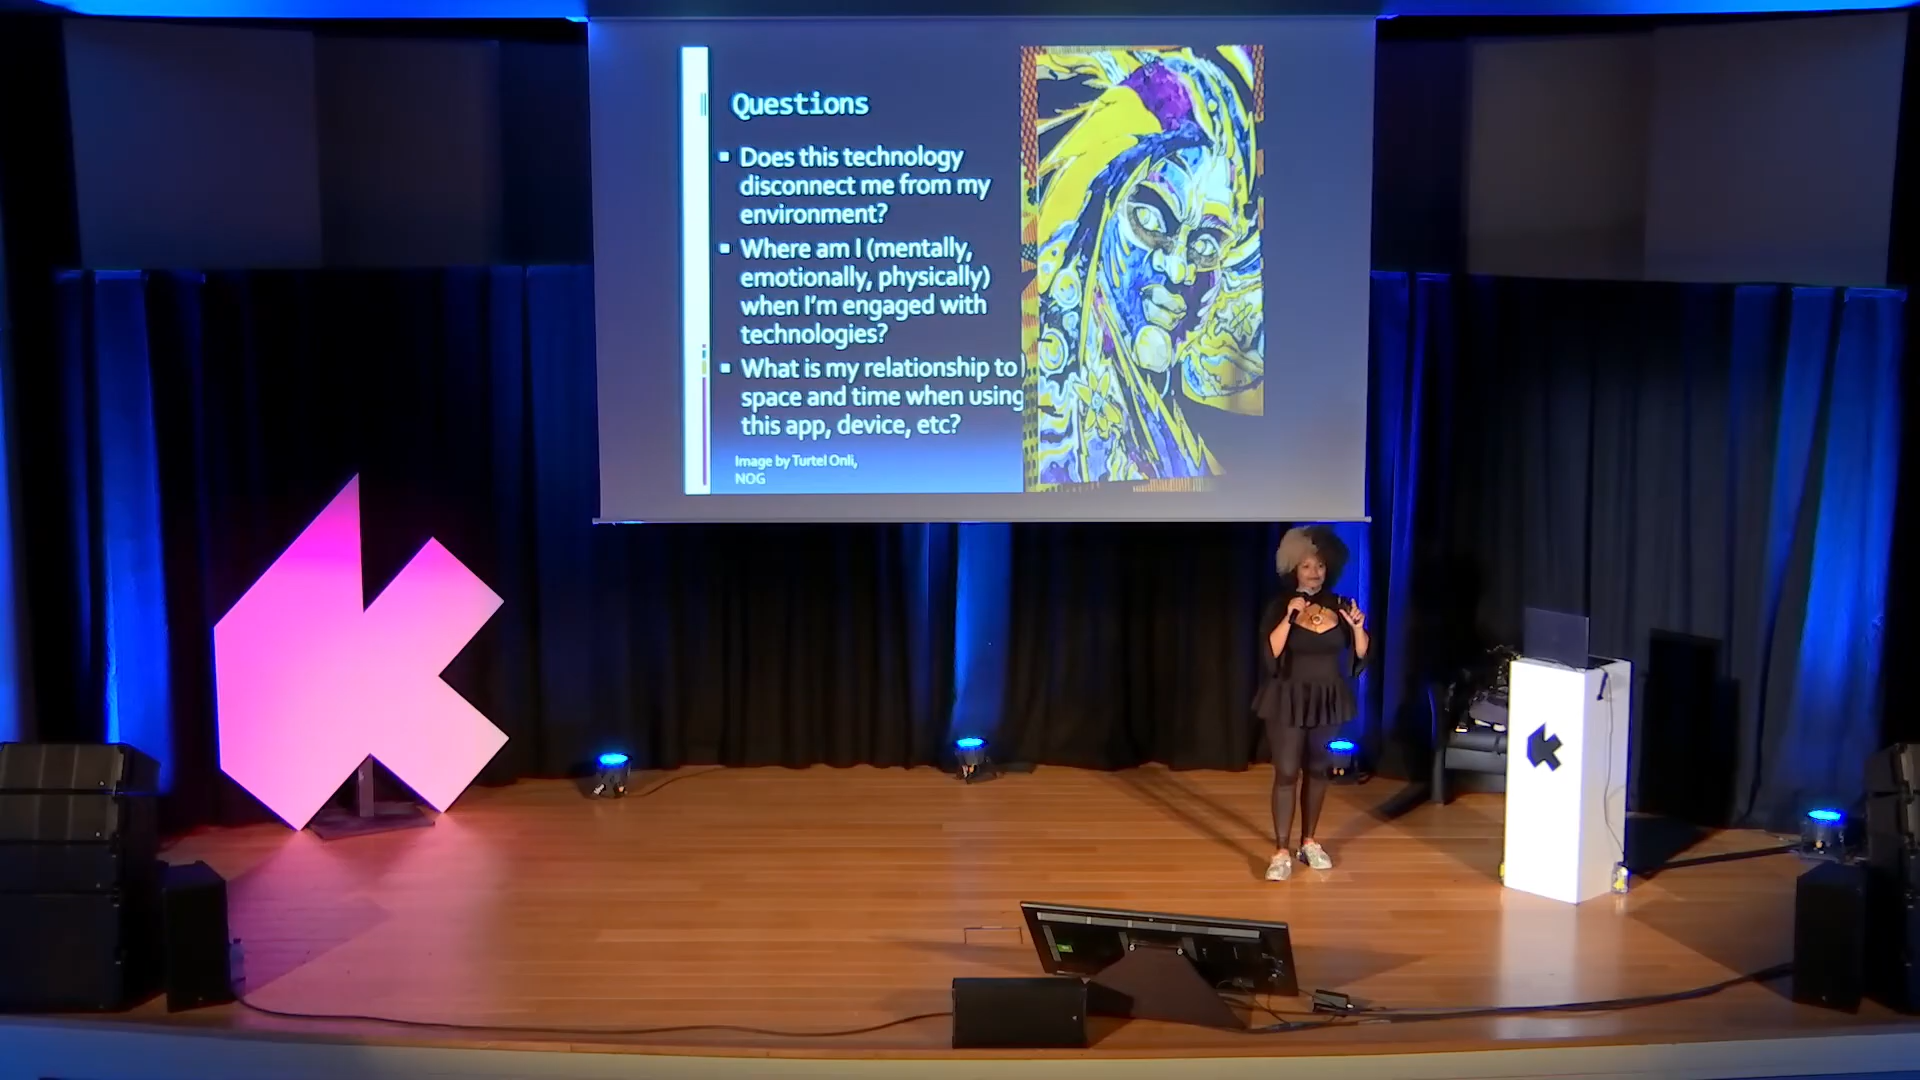 Questions
Does this technology
disconnect me from my
environment?
Where am I (mentally,
emotionally, physically)
when I'm engaged with
technologies?
What is my relationship to
space and time when using
this app, device, etc?
Image by Turtel Onli,
NOG